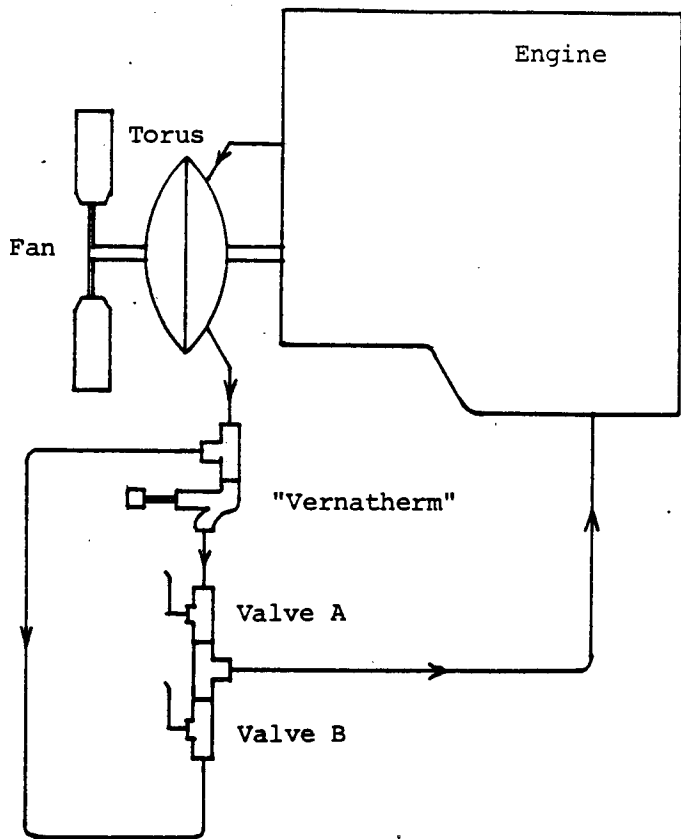 Engine
Torus
Fan
"Vernatherm"
Valve A
Valve B